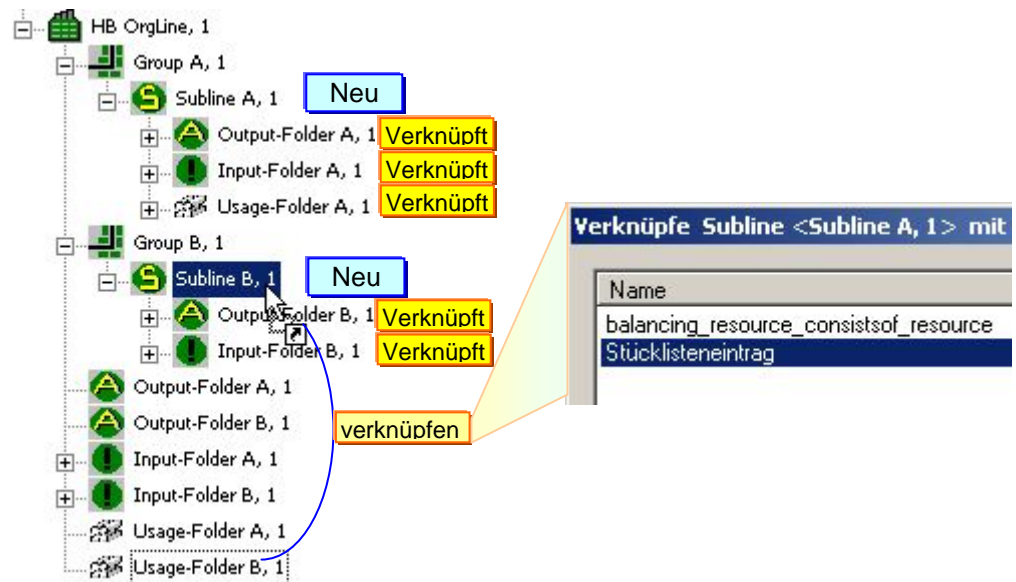 HB OrgLine, 1
Group A, 1
Subline A, 1 Neu
Output-Folder A, 1 Verknüpft
Input-Folder A, 1 Verknüpft
Usage-Folder A, 1 Verknüpft
Group B, 1
Subline B, 1 Neu
Output-Folder B, 1 Verknüpft
Input-Folder B, 1 Verknüpft
Output-Folder A, 1
Output-Folder B, 1
verknüpfen
Input-Folder A, 1
Input-Folder B, 1
Usage-Folder A, 1
Usage-Folder B, 1
Verknüpfe Subline <Subline A, 1> mit
Name
balancing_resource_consistsof_resource
Stücklisteneintrag